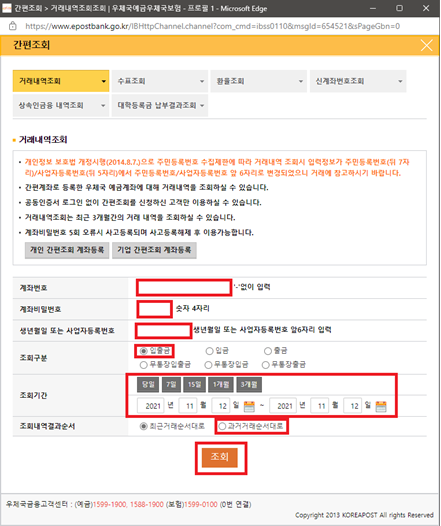 간편조회 > 거래내역조회조회 | 우체국예금우체국보험 - 프로필 1 - Microsoft Edge
https://www.epostbank.go.kr/IBHttpChannel.channel?com_cmd=ibss0110&msgId=654521&sPageGbn=0
간편조회
거래내역조회 수표조회 환율조회 신계좌번호조회
상속인금융 내역조회 대학등록금 납부결과조회
거래내역조회
개인정보 보호법 개정시행(2014.8.7.)으로 주민등록번호 수집제한에 따라 거래내역 조회시 입력정보가 주민등록번호(뒤 7자
리)/사업자등록번호(뒤 5자리)에서 주민등록번호/사업자등록번호 앞 6자리로 변경되었으니 거래에 참고하시기 바랍니다.
간편계좌로 등록한 우체국 예금계좌에 대해 거래내역을 조회하실 수 있습니다.
공동인증서 로그인 없이 간편조회를 신청하신 고객만 이용하실 수 있습니다.
거래내역조회는 최근 3개월간의 거래 내역을 조회하실 수 있습니다.
계좌비밀번호 5회 오류시 사고등록되며 사고등록해제 후 이용가능합니다.
개인 간편조회 계좌등록 기업 간편조회 계좌등록
계좌번호 '-'없이 입력
계좌비밀번호 숫자 4자리
생년월일 또는 사업자등록번호 생년월일 또는 사업자등록번호 앞6자리 입력
조회구분 입출금 입금 출금
무통장입출금 무통장입금 무통장출금
조회기간 당일 7일 15일 1개월 3개월
2021 년 11 월 12 일 ~ 2021 년 11 월 12 일
조회내역결과순서 최근거래순서대로 과거거래순서대로
조회
우체국금융고객센터 : (예금)1599-1900, 1588-1900 (보험)1599-0100 (0번 연결)
Copyright 2013 KOREAPOST All rights reserved